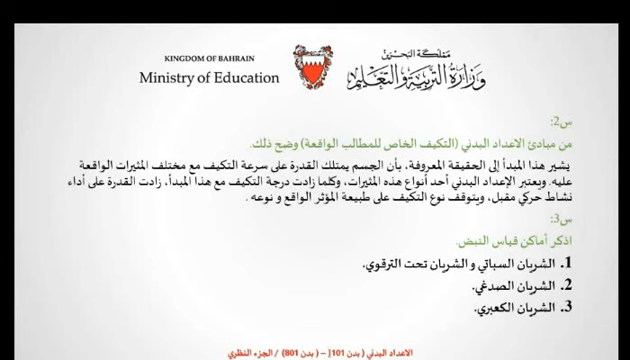 KINGDOM OF BAHRAIN
Ministry of Education
مملكة البحرين
وزارة التربية والتعليم
س2:
من مبادئ الاعداد البدني (التكيف الخاص للمطالب الواقعة) وضح ذلك.
يشير هذا المبدأ إلى الحقيقة المعروفة، بأن الجسم يمتلك القدرة على سرعة التكيف مع مختلف المثيرات الواقعة
عليه. ويعتبر الإعداد البدني أحد أنواع هذه المثيرات، وكلما زادت درجة التكيف مع هذا المبدأ، زادت القدرة على أداء
نشاط حركي مقبل، ويتوقف نوع التكيف على طبيعة المؤثر الواقع و نوعه .
س3:
اذكر أماكن قياس النبض.
1. الشريان السباتي و الشريان تحت الترقوي.
2. الشريان الصدغي.
3. الشريان الكعبري.
الاعداد البدني ( بدن 101[ – ( بدن 801) / الجزء النظري